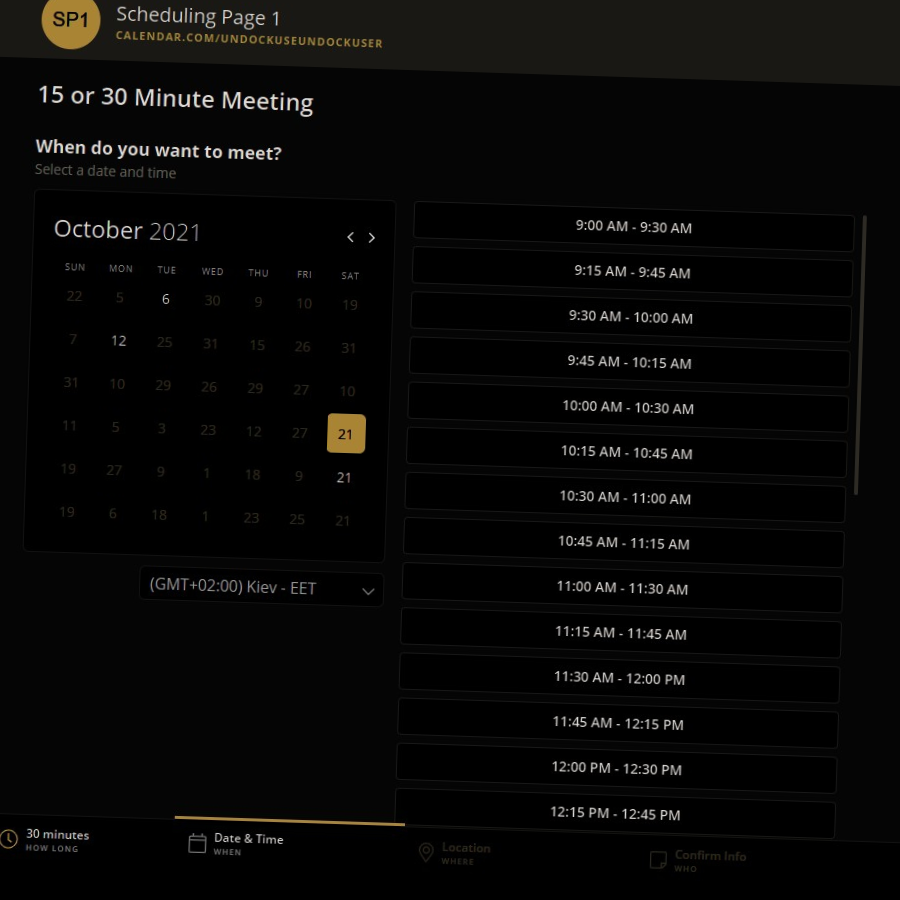 SP1
Scheduling Page 1
CALENDAR.COM/UNDOCKUSEUNDOCKUSER
15 or 30 Minute Meeting
When do you want to meet?
Select a date and time
October 2021
SUN MON TUE WED THU FRI SAT
22 5 6 30 9 10 19
7 12 25 31 15 26 31
31 10 29 26 29 27 10
11 5 3 23 12 27 21
19 27 9 1 18 9 21
19 6 18 1 23 25 21
(GMT+02:00) Kiev - EET
9:00 AM - 9:30 AM
9:15 AM - 9:45 AM
9:30 AM - 10:00 AM
9:45 AM - 10:15 AM
10:00 AM - 10:30 AM
10:15 AM - 10:45 AM
10:30 AM - 11:00 AM
10:45 AM - 11:15 AM
11:00 AM - 11:30 AM
11:15 AM - 11:45 AM
11:30 AM - 12:00 PM
11:45 AM - 12:15 PM
12:00 PM - 12:30 PM
12:15 PM - 12:45 PM
30 minutes
HOW LONG
Date & Time
WHEN
Location
WHERE
Confirm Info
WHO